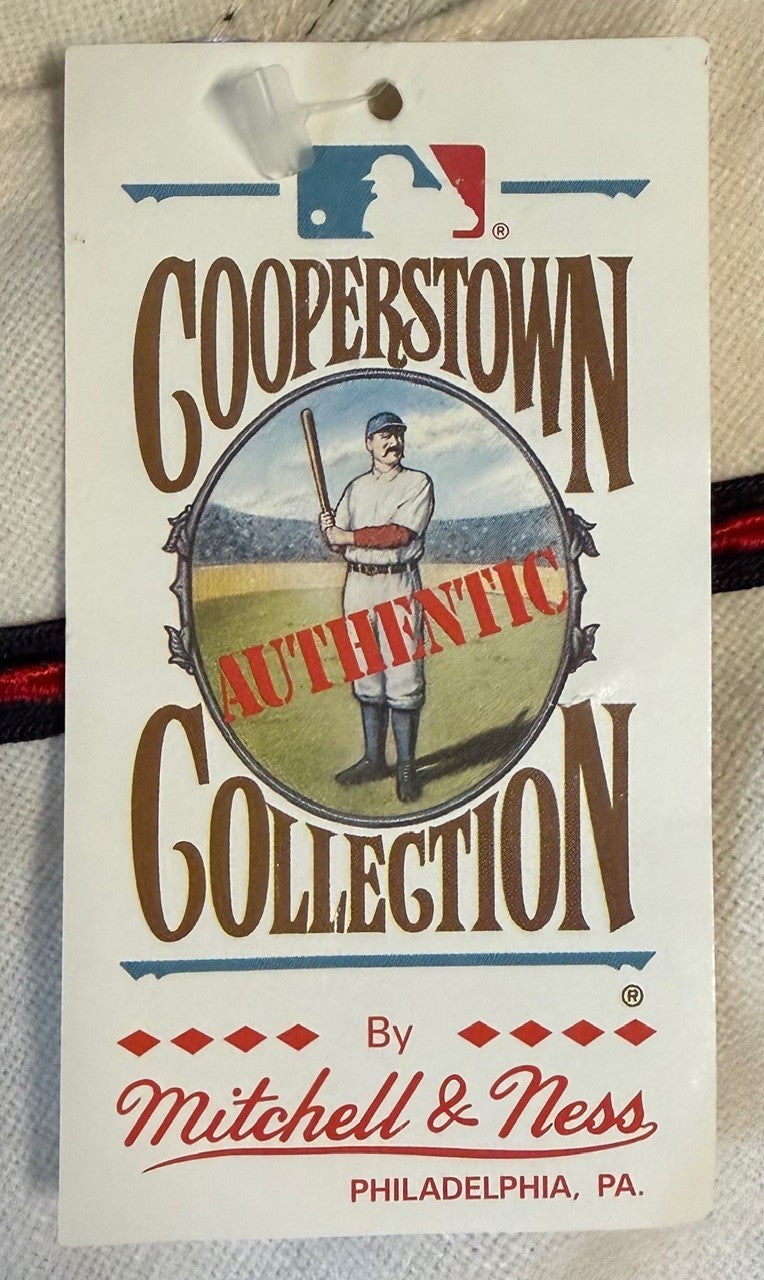 ®
COOPERSTOWN
AUTHENTIC
COLLECTION
®
By
Mitchell & Ness
PHILADELPHIA, PA.